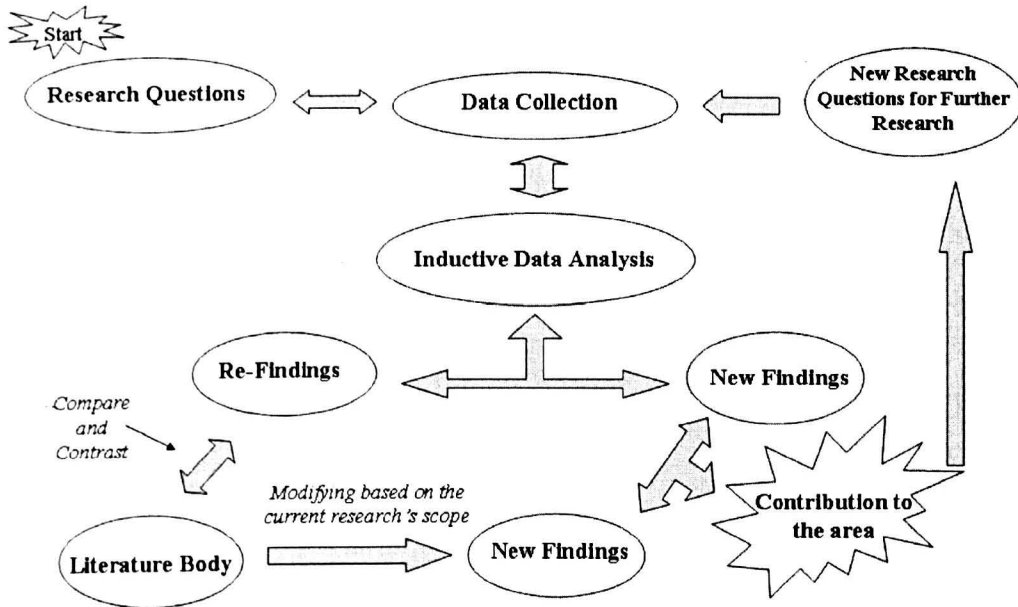 Start
Research Questions
Data Collection
New Research
Questions for Further
Research
Inductive Data Analysis
Re-Findings
New Findings
Compare
and
Contrast
Modifying based on the
current research's scope
Literature Body
New Findings
Contribution to
the area